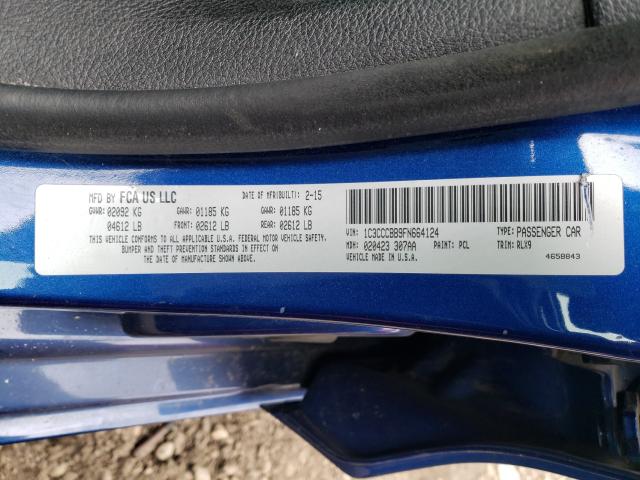 MFD BY FCA US LLC DATE OF MFR(BUILT): 2-15
GVWR: 02092 KG GAWR: 01185 KG GAWR: 01185 KG
04612 LB FRONT: 02612 LB REAR: 02612 LB
THIS VEHICLE CONFORMS TO ALL APPLICABLE U.S.A. FEDERAL MOTOR VEHICLE SAFETY,
BUMPER AND THEFT PREVENTION STANDARDS IN EFFECT ON
THE DATE OF MANUFACTURE SHOWN ABOVE.
VIN: 1C3CCCBB9FN664124 TYPE: PASSENGER CAR
MDH: 020423 307AA PAINT: PCL TRIM: RLX9
MADE IN U.S.A. 4658843